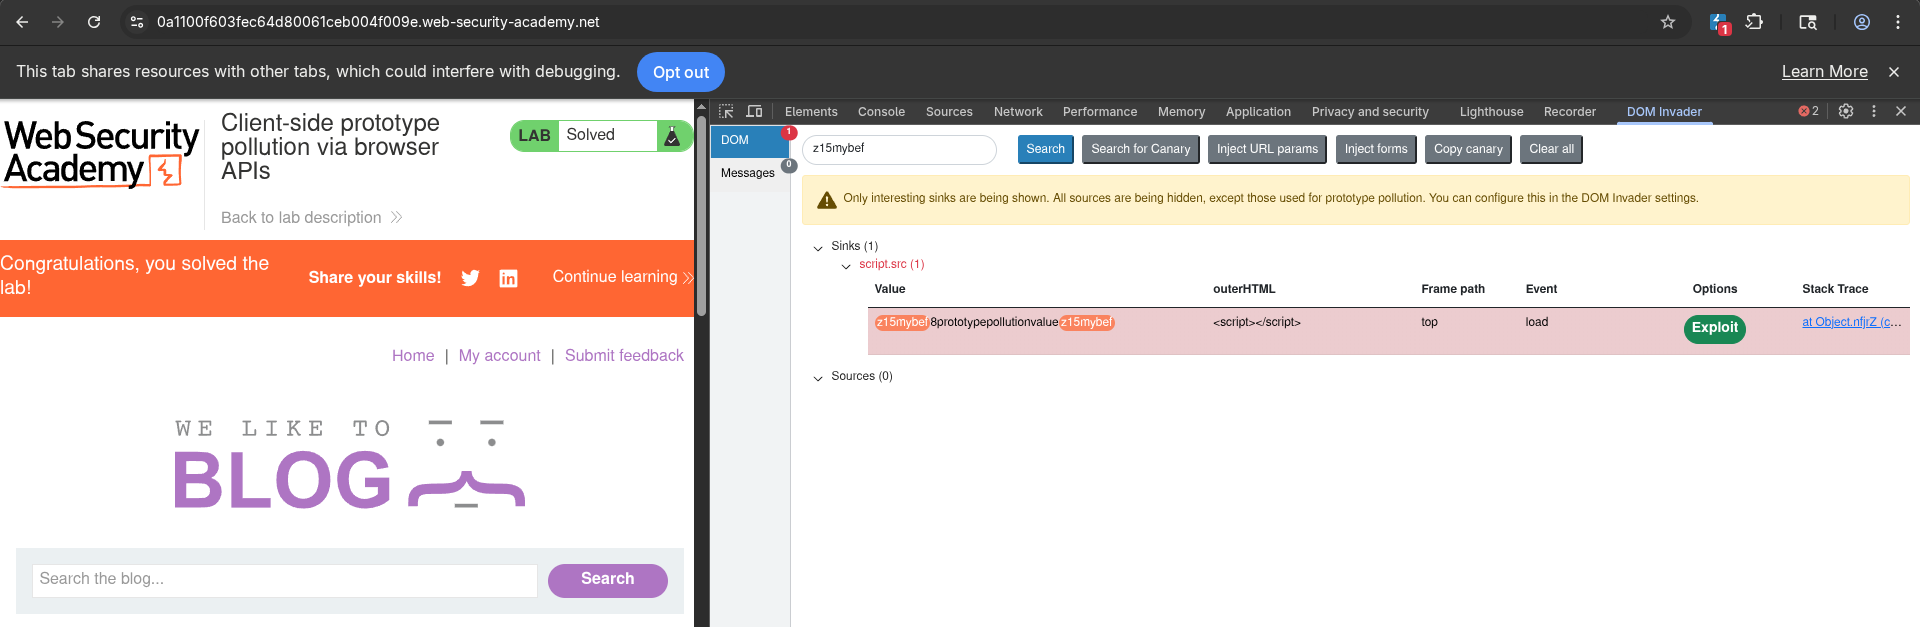 0a1100f603fec64d80061ceb004f009e.web-security-academy.net
1
This tab shares resources with other tabs, which could interfere with debugging.
Opt out
Learn More
WebSecurity
Academy
Client-side prototype
pollution via browser
APIs
LAB
Solved
Back to lab description
Congratulations, you solved the
lab!
Share your skills!
Continue learning
Home | My account | Submit feedback
WE LIKE TO
BLOG
Search the blog...
Search
Elements
Console
Sources
Network
Performance
Memory
Application
Privacy and security
Lighthouse
Recorder
DOM Invader
2
DOM
1
Messages
0
z15mybef
Search
Search for Canary
Inject URL params
Inject forms
Copy canary
Clear all
Only interesting sinks are being shown. All sources are being hidden, except those used for prototype pollution. You can configure this in the DOM Invader settings.
Sinks (1)
script.src (1)
Value outerHTML Frame path Event Options Stack Trace
z15mybef8prototypepollutionvaluez15mybef <script></script> top load Exploit at Object.nfjrZ (c...
Sources (0)